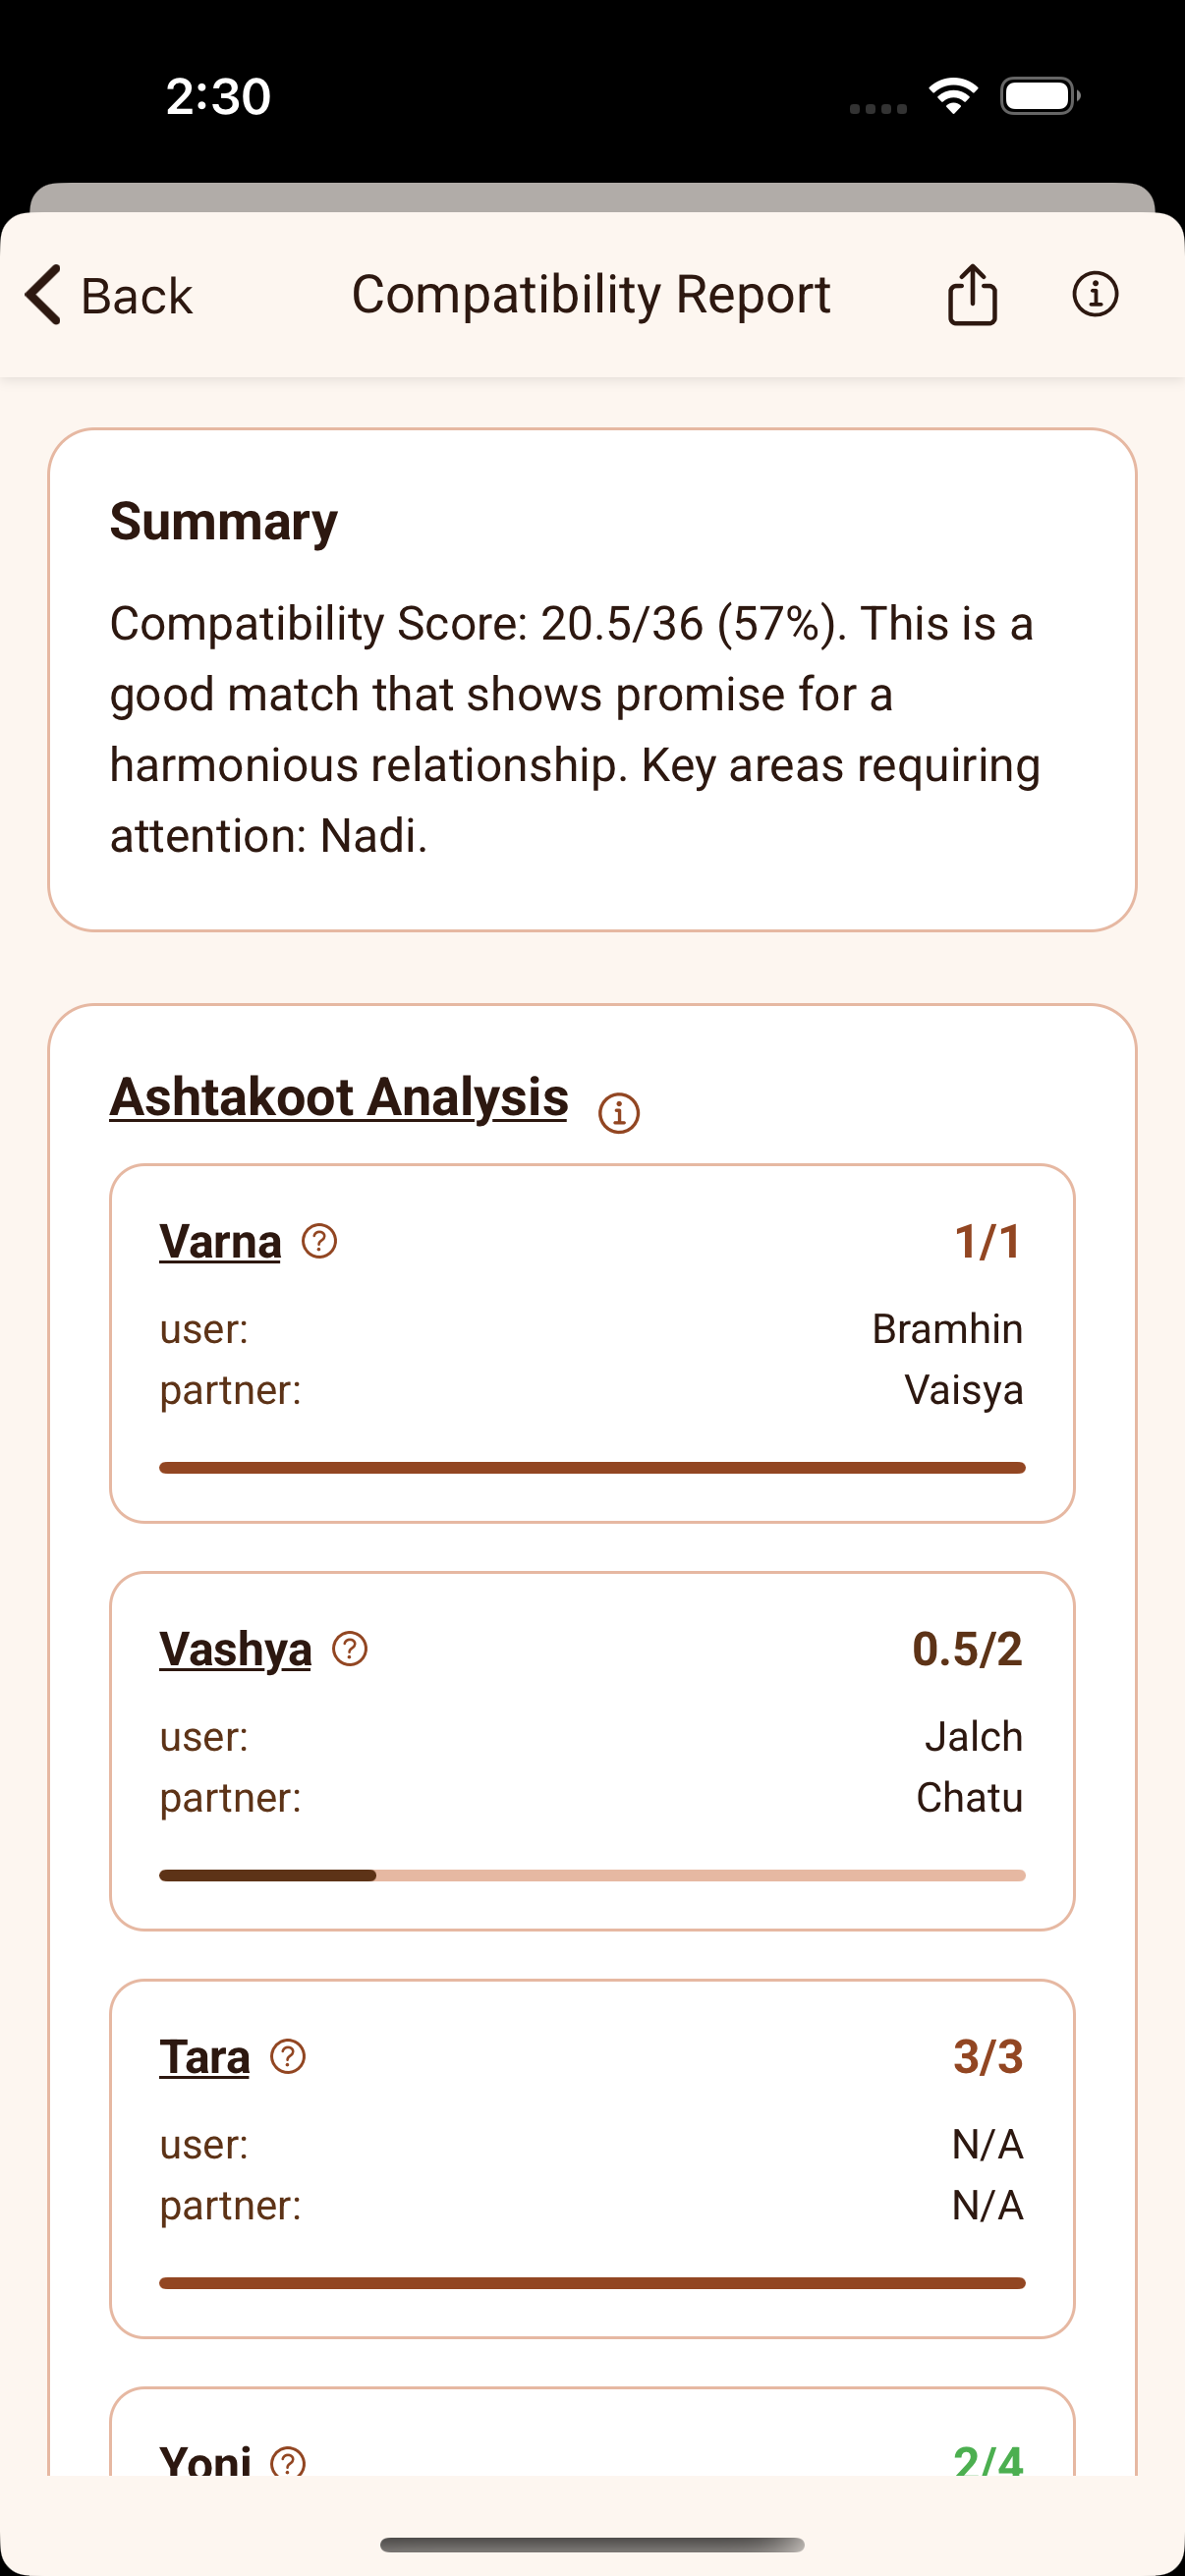 2:30
Back
Compatibility Report
Summary
Compatibility Score: 20.5/36 (57%). This is a
good match that shows promise for a
harmonious relationship. Key areas requiring
attention: Nadi.
Ashtakoot Analysis
Varna 1/1
user: Bramhin
partner: Vaisya
Vashya 0.5/2
user: Jalch
partner: Chatu
Tara 3/3
user: N/A
partner: N/A
Yoni 2/4